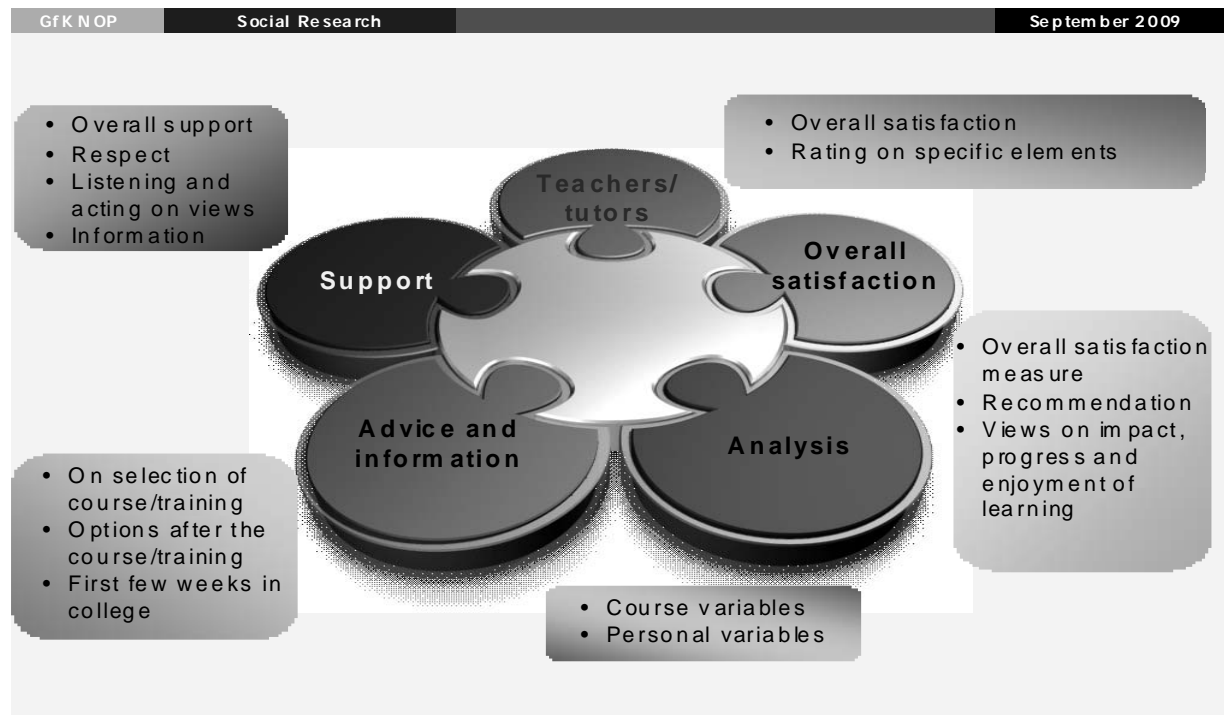 GfK NOP
Social Research
September 2009
• Overall support
• Respect
• Listening and
acting on views
• Information
• Overall satisfaction
• Rating on specific elements
Teachers/
tutors
Support
Overall
satisfaction
• Overall satisfaction
measure
• Recommendation
• Views on impact,
progress and
enjoyment of
learning
Advice and
information
Analysis
• On selection of
course/training
• Options after the
course/training
• First few weeks in
college
• Course variables
• Personal variables